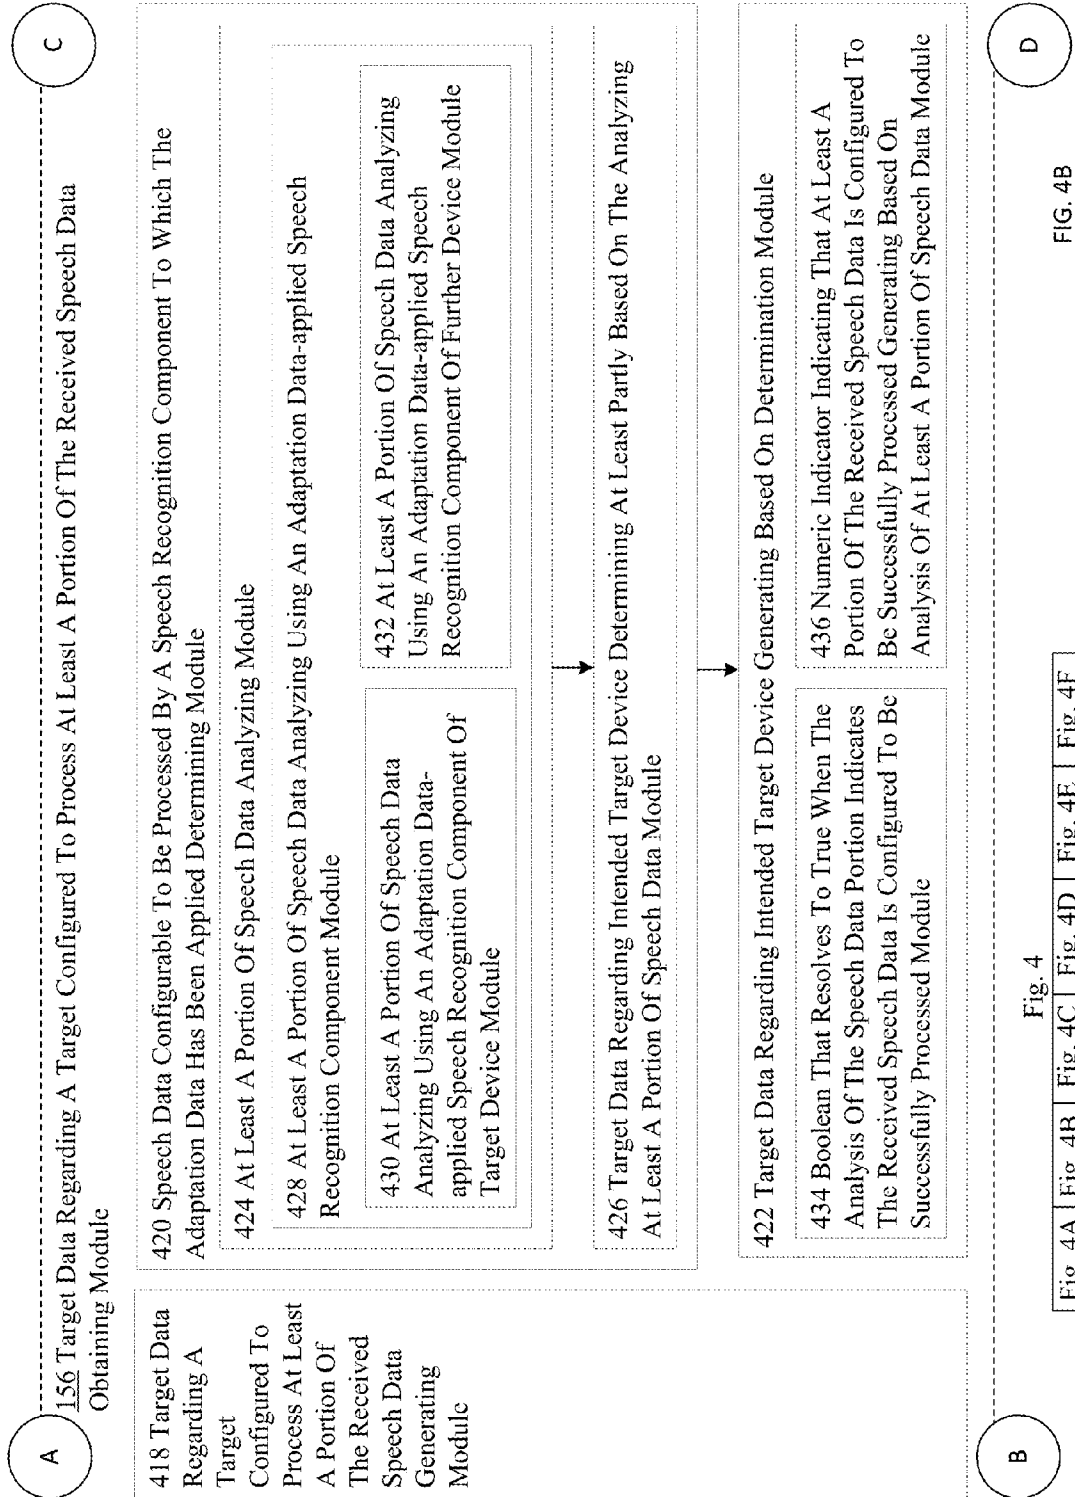 A
C
156 Target Data Regarding A Target Configured To Process At Least A Portion Of The Received Speech Data
Obtaining Module
418 Target Data
Regarding A
Target
Configured To
Process At Least
A Portion Of
The Received
Speech Data
Generating
Module
420 Speech Data Configurable To Be Processed By A Speech Recognition Component To Which The
Adaptation Data Has Been Applied Determining Module
424 At Least A Portion Of Speech Data Analyzing Module
428 At Least A Portion Of Speech Data Analyzing Using An Adaptation Data-applied Speech
Recognition Component Module
430 At Least A Portion Of Speech Data
Analyzing Using An Adaptation Data-
applied Speech Recognition Component Of
Target Device Module
432 At Least A Portion Of Speech Data Analyzing
Using An Adaptation Data-applied Speech
Recognition Component Of Further Device Module
426 Target Data Regarding Intended Target Device Determining At Least Partly Based On The Analyzing
At Least A Portion Of Speech Data Module
422 Target Data Regarding Intended Target Device Generating Based On Determination Module
434 Boolean That Resolves To True When The
Analysis Of The Speech Data Portion Indicates
The Received Speech Data Is Configured To Be
Successfully Processed Module
436 Numeric Indicator Indicating That At Least A
Portion Of The Received Speech Data Is Configured To
Be Successfully Processed Generating Based On
Analysis Of At Least A Portion Of Speech Data Module
B
D
Fig. 4
FIG. 4B
Fig. 4A Fig. 4B Fig. 4C Fig. 4D Fig. 4E Fig. 4F